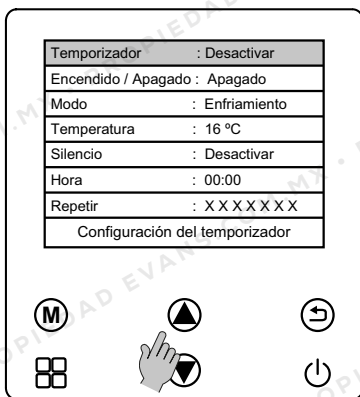 Temporizador : Desactivar
Encendido / Apagado : Apagado
Modo : Enfriamiento
Temperatura : 16 ºC
Silencio : Desactivar
Hora : 00:00
Repetir : X X X X X X X
Configuración del temporizador
M